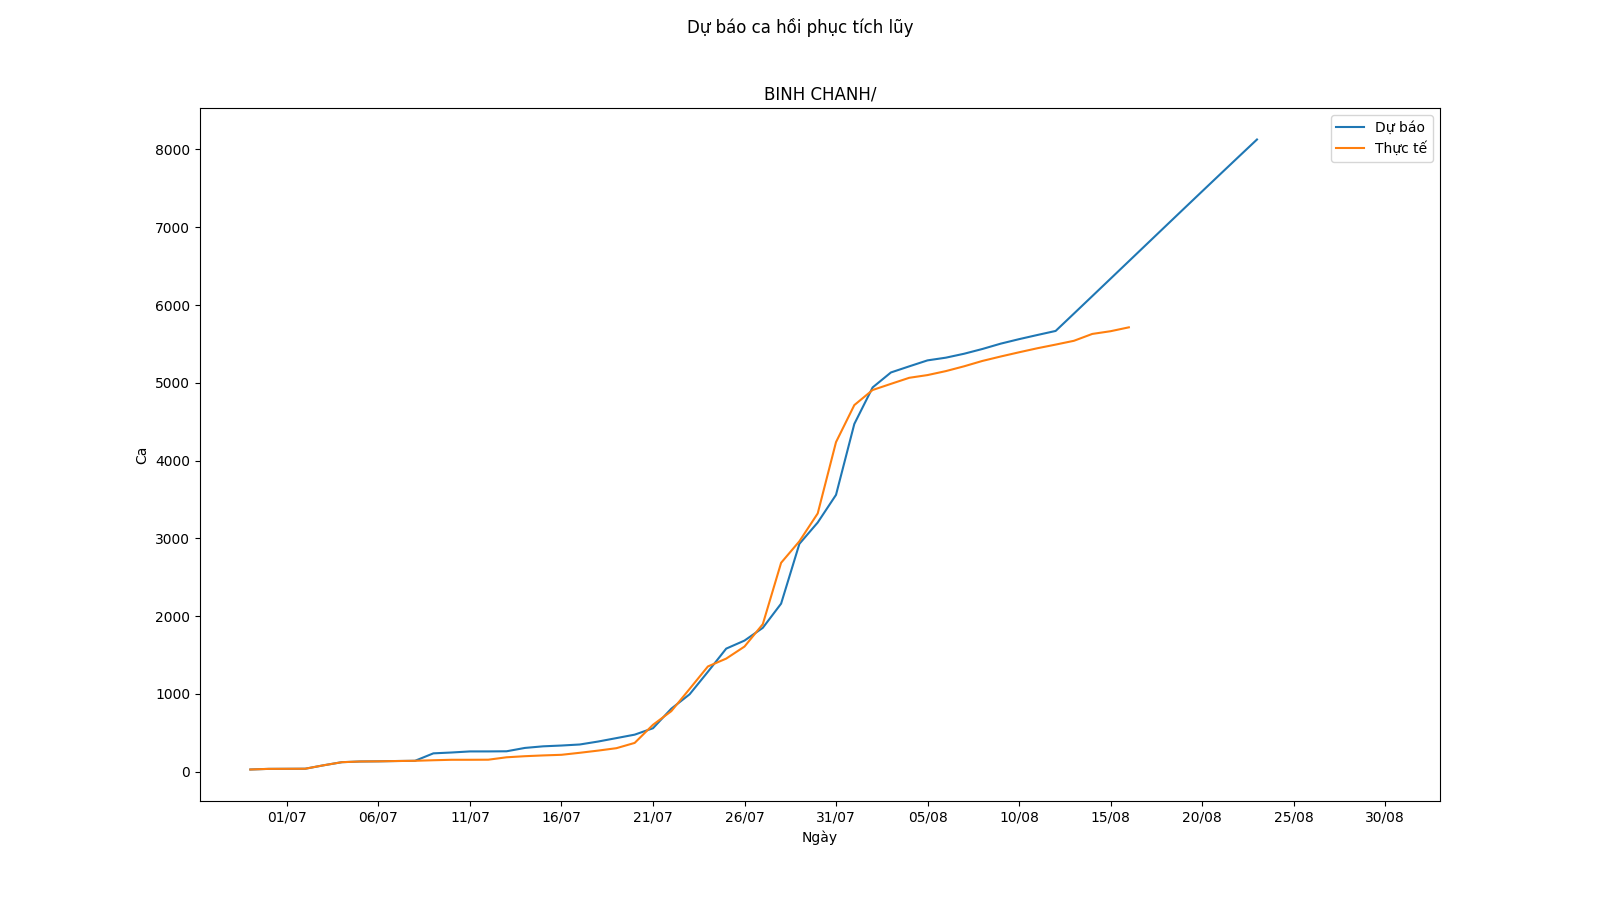 Dự báo ca hồi phục tích lũy
BINH CHANH/
Dự báo
Thực tế
8000
7000
6000
5000
4000
3000
2000
1000
0
Ca
01/07 06/07 11/07 16/07 21/07 26/07 31/07 05/08 10/08 15/08 20/08 25/08 30/08
Ngày